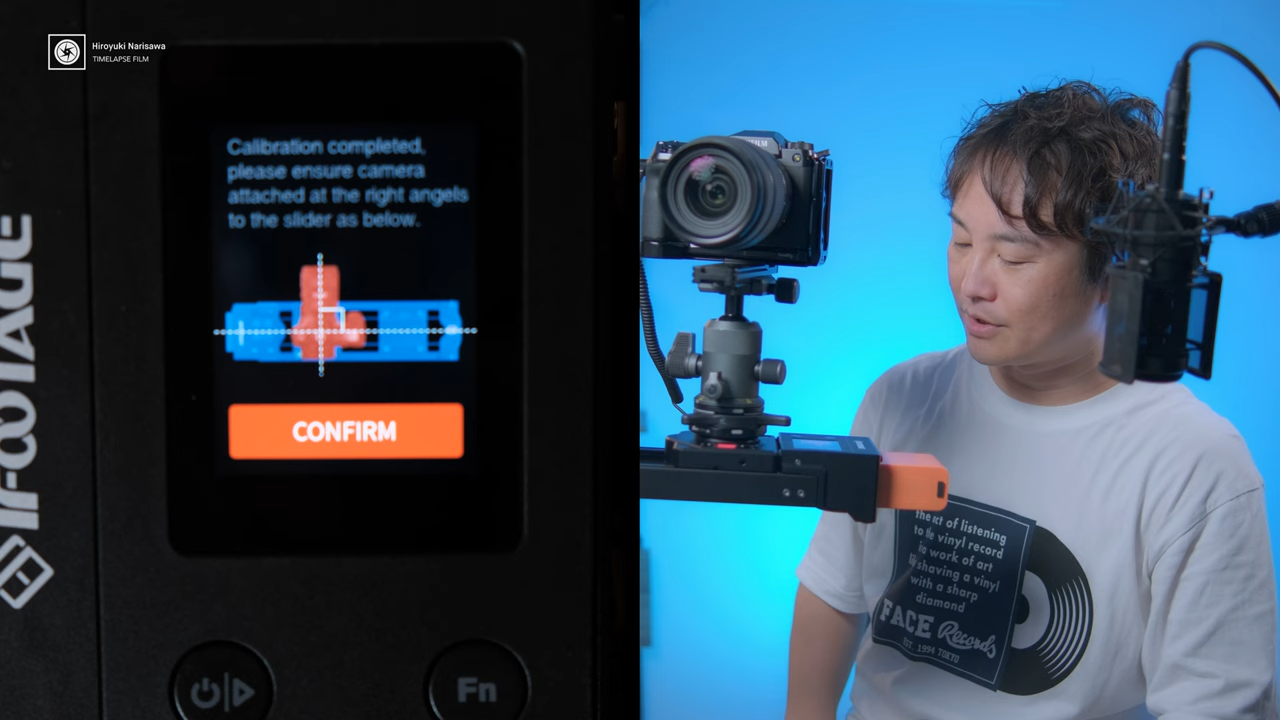 Hiroyuki Narisawa
TIMELAPSE FILM
Calibration completed,
please ensure camera
attached at the right angels
to the slider as below.
CONFIRM
IFOOTAGE
Fn
the act of listening
to the vinyl record
is work of art
shaving a vinyl
with a sharp
diamond
FACE Records
EST. 1994 TOKYO